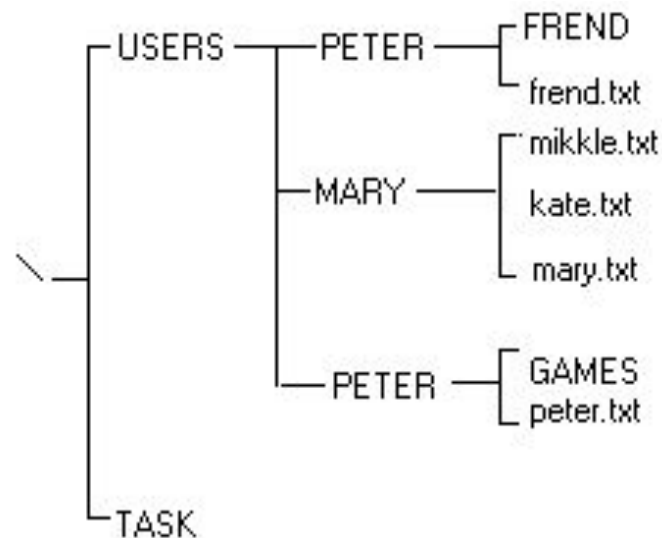 \
USERS
PETER
FREND
frend.txt
MARY
mikkle.txt
kate.txt
mary.txt
PETER
GAMES
peter.txt
TASK